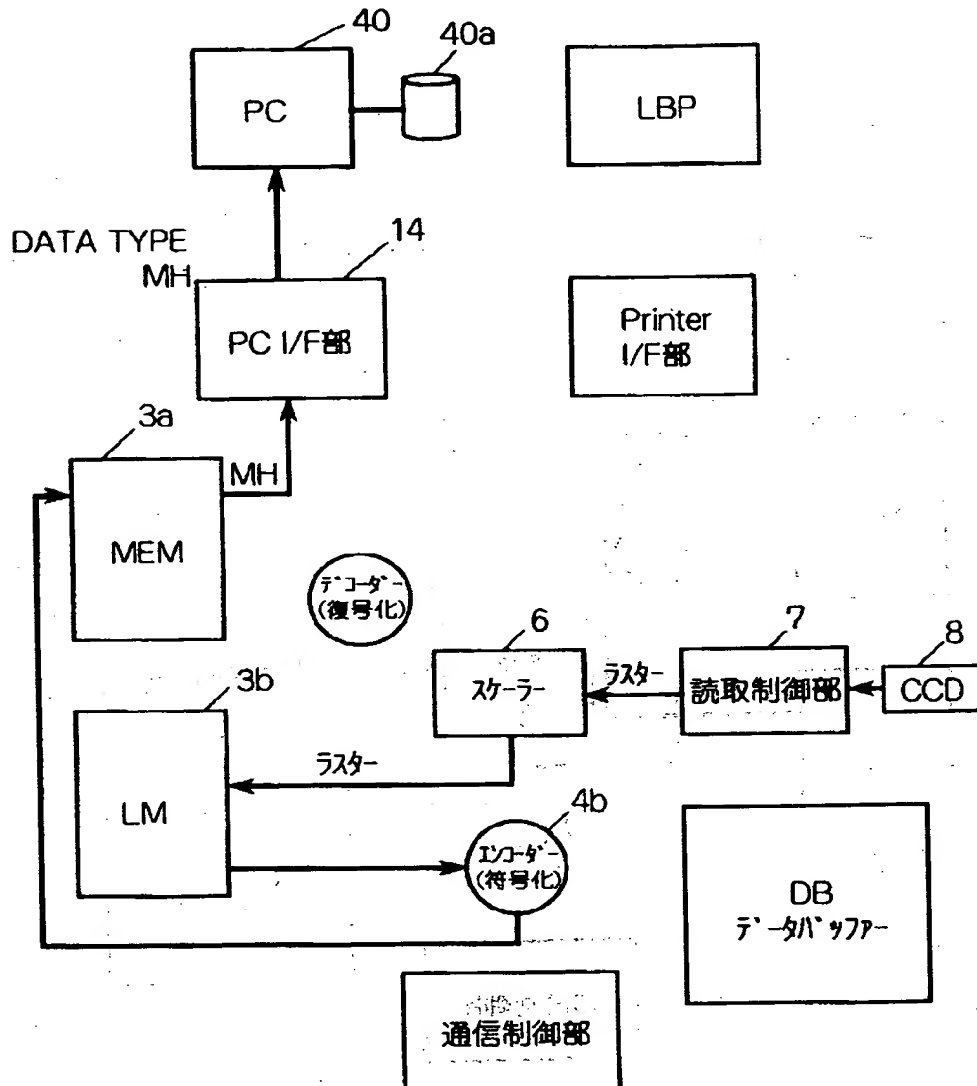 40
40a
PC
LBP
DATA TYPE
MH
14
PC I/F部
Printer
I/F部
3a
MH
MEM
デコーダー
(復号化)
6
7
8
スケーラー
ラスター
読取制御部
CCD
3b
ラスター
LM
4b
エンコーダー
(符号化)
DB
データバッファー
通信制御部